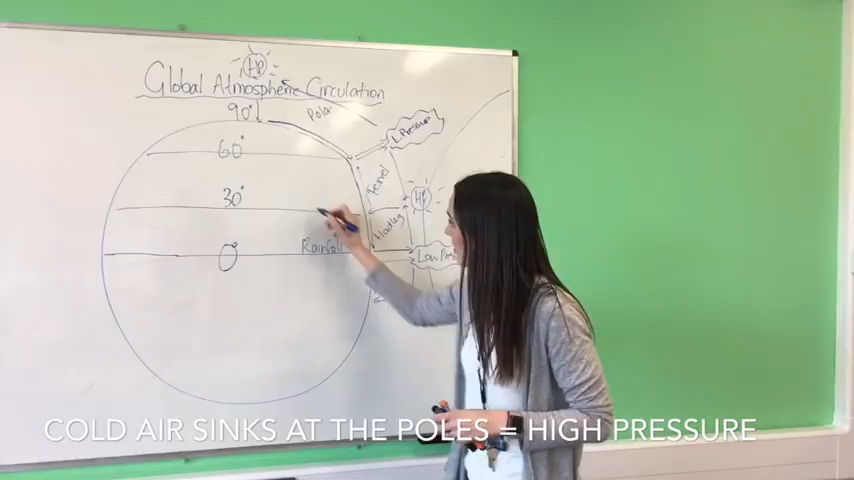 HP
Global Atmospheric Circulation
90°
Polar
L.Pressure
60°
Ferrel
30°
HP
Hadley
0°
Rainfall
Low Pres
COLD AIR SINKS AT THE POLES = HIGH PRESSURE